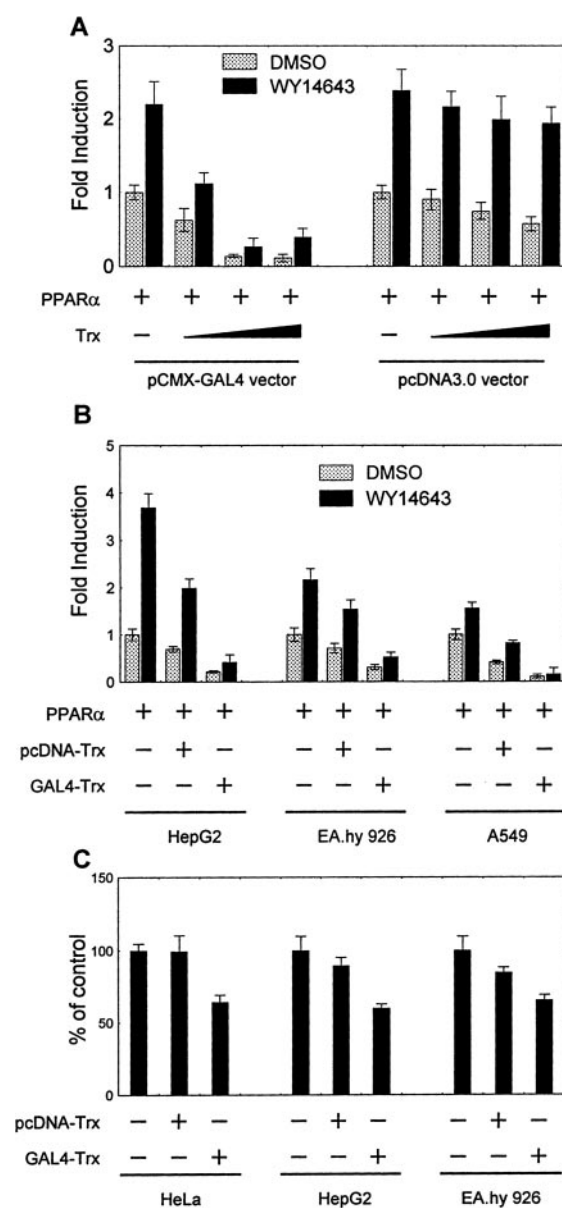 A
3
2
1
0
Fold Induction
DMSO
WY14643
PPARα + + + + + + + +
Trx − −
pCMX-GAL4 vector pcDNA3.0 vector
B
5
4
3
2
1
0
Fold Induction
DMSO
WY14643
PPARα + + + + + + + + +
pcDNA-Trx − + − − + − − + −
GAL4-Trx − − + − − + − − +
HepG2 EA.hy 926 A549
C
150
100
50
0
% of control
pcDNA-Trx − + − − + − − + −
GAL4-Trx − − + − − + − − +
HeLa HepG2 EA.hy 926